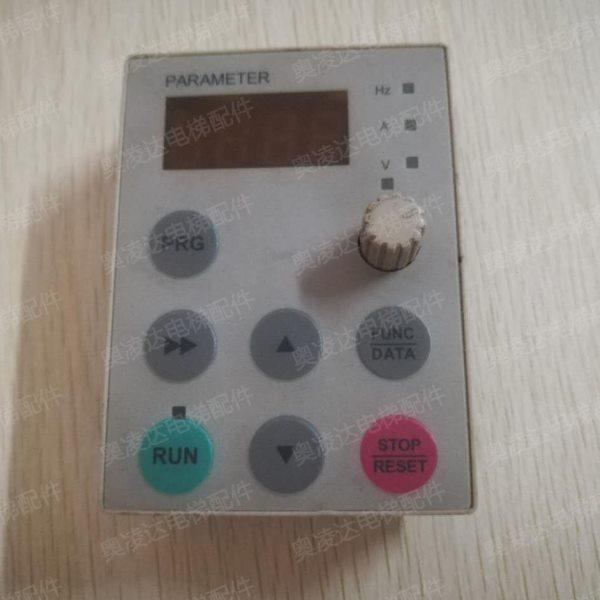 PARAMETER
Hz
A
V
PRG
FUNC
DATA
RUN
STOP
RESET
奥凌达电梯配件